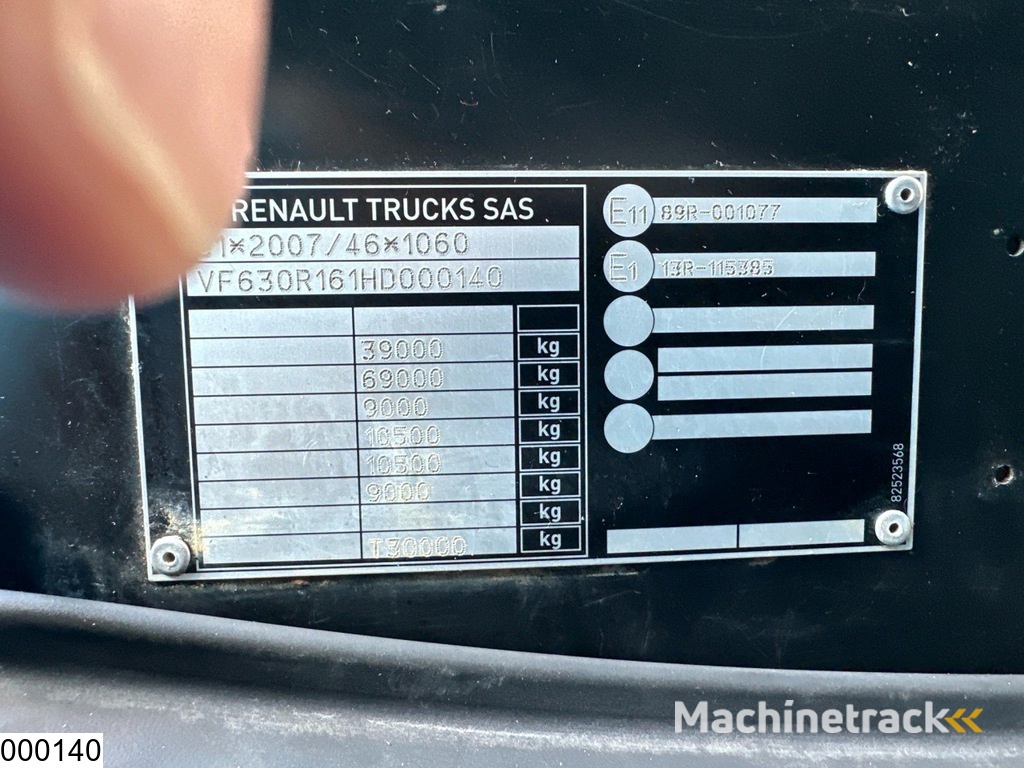 RENAULT TRUCKS SAS
1*2007/46*1060
VF630R161HD000140
39000 kg
69000 kg
9000 kg
10500 kg
10500 kg
9000 kg
kg
T30000 kg
E11 89R-001077
E1 13R-115385
82523568
Machinetrack
000140